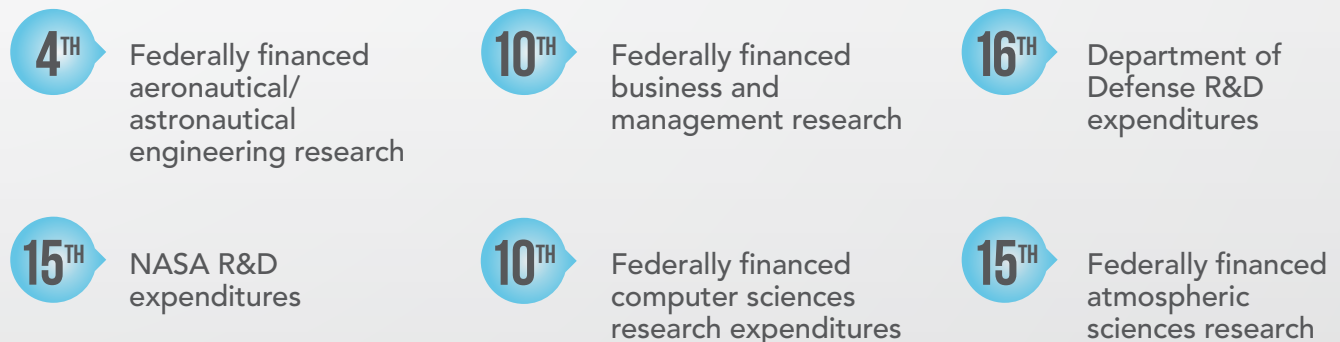 4TH
Federally financed
aeronautical/
astronautical
engineering research
10TH
Federally financed
business and
management research
16TH
Department of
Defense R&D
expenditures
15TH
NASA R&D
expenditures
10TH
Federally financed
computer sciences
research expenditures
15TH
Federally financed
atmospheric
sciences research